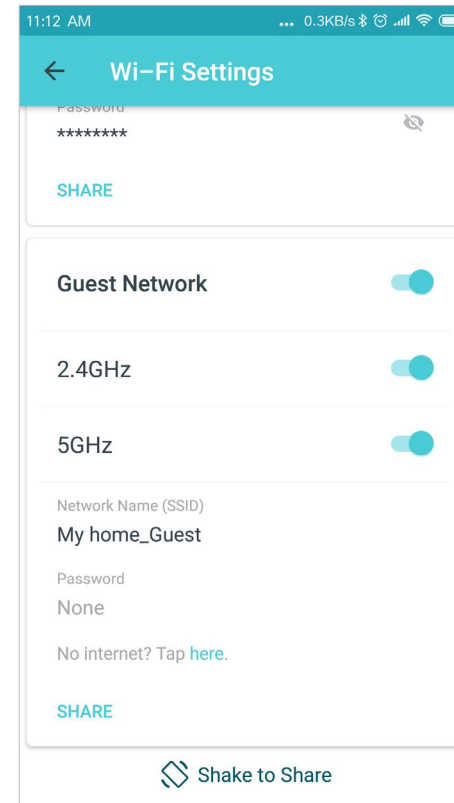 11:12 AM ... 0.3KB/s
Wi-Fi Settings
Password
********
SHARE
Guest Network
2.4GHz
5GHz
Network Name (SSID)
My home_Guest
Password
None
No internet? Tap here.
SHARE
Shake to Share